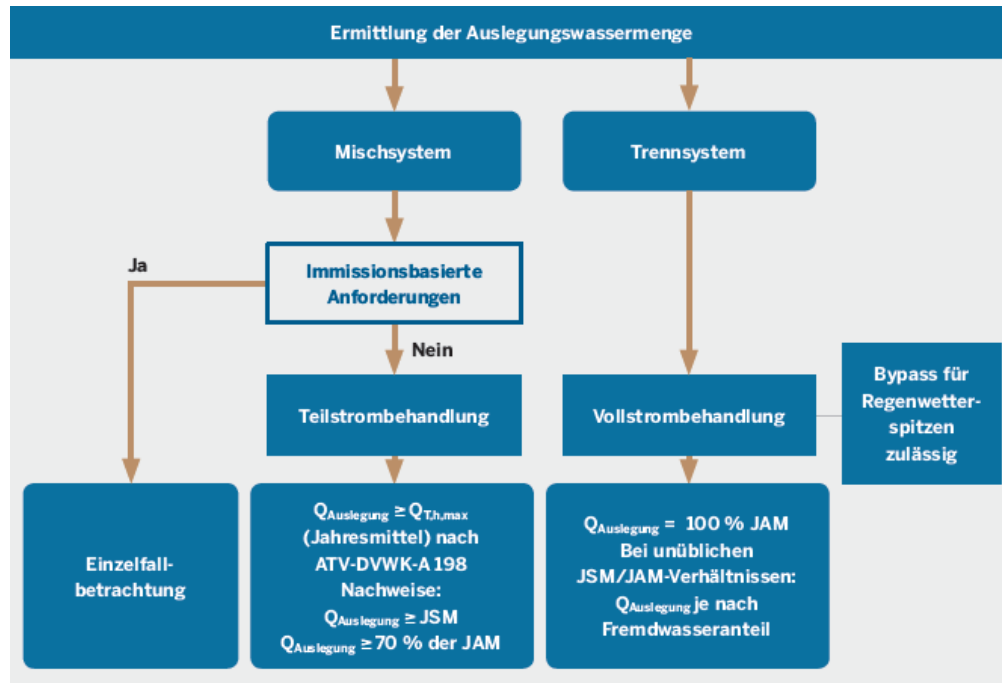 Ermittlung der Auslegungswassermenge
Mischsystem
Trennsystem
Ja
Immissionsbasierte
Anforderungen
Nein
Teilstrombehandlung
Vollstrombehandlung
Bypass für
Regenwetter-
spitzen
zulässig
Einzelfall-
betrachtung
QAuslegung ≥ QT,h,max
(Jahresmittel) nach
ATV-DVWK-A 198
Nachweise:
QAuslegung ≥ JSM
QAuslegung ≥ 70 % der JAM
QAuslegung = 100 % JAM
Bei unüblichen
JSM/JAM-Verhältnissen:
QAuslegung je nach
Fremdwasseranteil